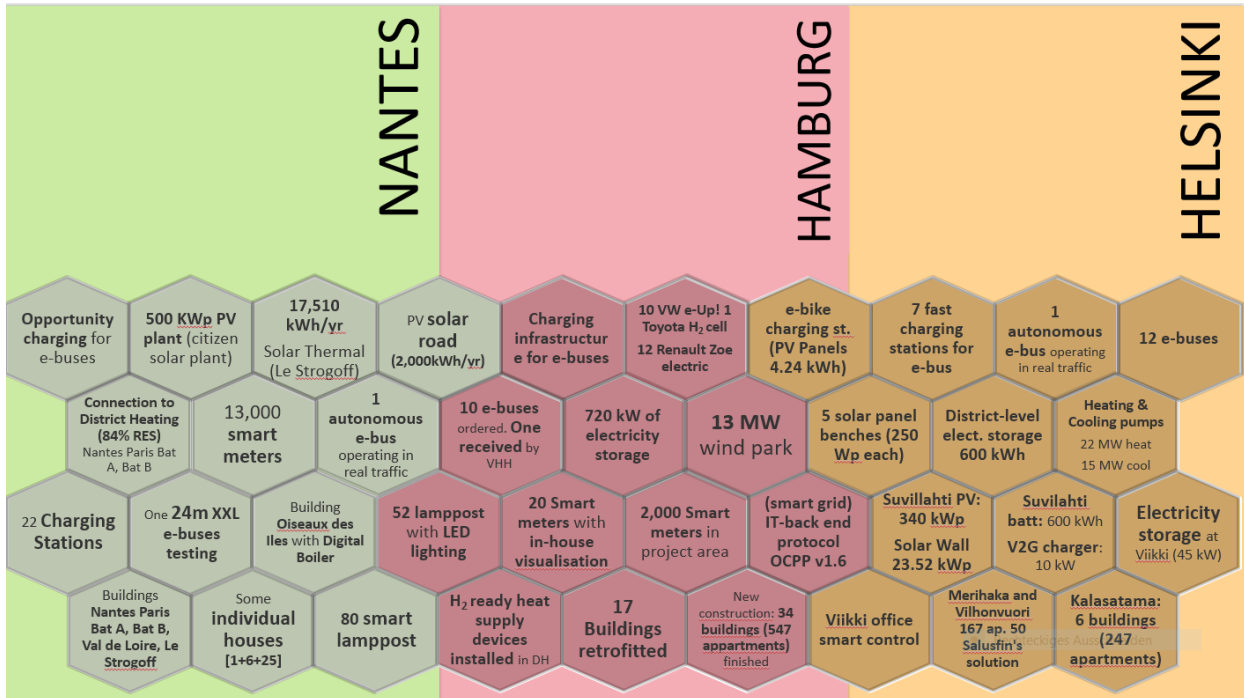 NANTES
HAMBURG
HELSINKI
Opportunity
charging for
e-buses
500 KWp PV
plant (citizen
solar plant)
17,510
kWh/yr
Solar Thermal
(Le Strogoff)
PV solar
road
(2,000kWh/yr)
Charging
infrastructur
e for e-buses
10 VW e-Up! 1
Toyota H₂ cell
12 Renault Zoe
electric
e-bike
charging st.
(PV Panels
4.24 kWh)
7 fast
charging
stations for
e-bus
1
autonomous
e-bus operating
in real traffic
12 e-buses
Connection to
District Heating
(84% RES)
Nantes Paris Bat
A, Bat B
13,000
smart
meters
1
autonomous
e-bus
operating in
real traffic
10 e-buses
ordered. One
received by
VHH
720 kW of
electricity
storage
13 MW
wind park
5 solar panel
benches (250
Wp each)
District-level
elect. storage
600 kWh
Heating &
Cooling pumps
22 MW heat
15 MW cool
22 Charging
Stations
One 24m XXL
e-buses
testing
Building
Oiseaux des
Iles with Digital
Boiler
52 lamppost
with LED
lighting
20 Smart
meters with
in-house
visualisation
2,000 Smart
meters in
project area
(smart grid)
IT-back end
protocol
OCPP v1.6
Suvillahti PV:
340 kWp
Solar Wall
23.52 kWp
Suvilahti
batt: 600 kWh
V2G charger:
10 kW
Electricity
storage at
Viikki (45 kW)
Buildings
Nantes Paris
Bat A, Bat B,
Val de Loire, Le
Strogoff
Some
individual
houses
[1+6+25]
80 smart
lamppost
H₂ ready heat
supply
devices
installed in DH
17
Buildings
retrofitted
New
construction: 34
buildings (547
appartments)
finished
Viikki office
smart control
Merihaka and
Vilhonvuori
167 ap. 50
Salusfin's
solution
Kalasatama:
6 buildings
(247
apartments)